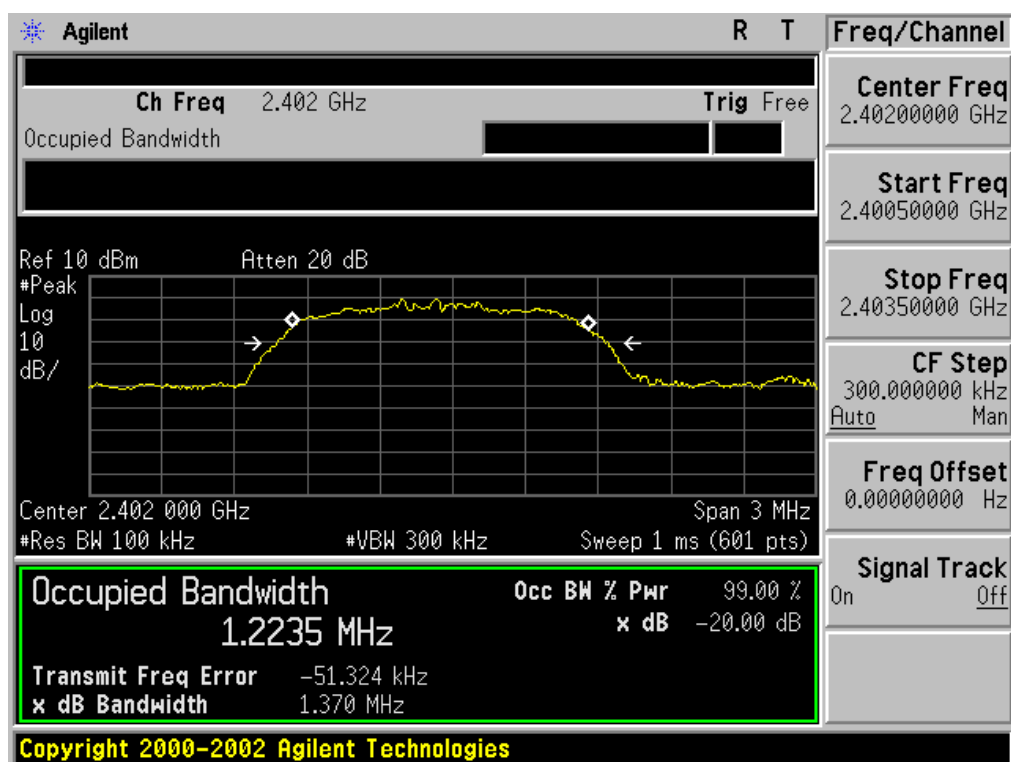 Agilent R T Freq/Channel
Ch Freq 2.402 GHz Trig Free
Occupied Bandwidth
Center Freq
2.40200000 GHz
Start Freq
2.40050000 GHz
Stop Freq
2.40350000 GHz
CF Step
300.000000 kHz
Auto Man
Freq Offset
0.00000000 Hz
Signal Track
On Off
Ref 10 dBm Atten 20 dB
#Peak
Log
10
dB/
Center 2.402 000 GHz Span 3 MHz
#Res BW 100 kHz #VBW 300 kHz Sweep 1 ms (601 pts)
Occupied Bandwidth Occ BW % Pwr 99.00 %
1.2235 MHz x dB -20.00 dB
Transmit Freq Error -51.324 kHz
x dB Bandwidth 1.370 MHz
Copyright 2000-2002 Agilent Technologies